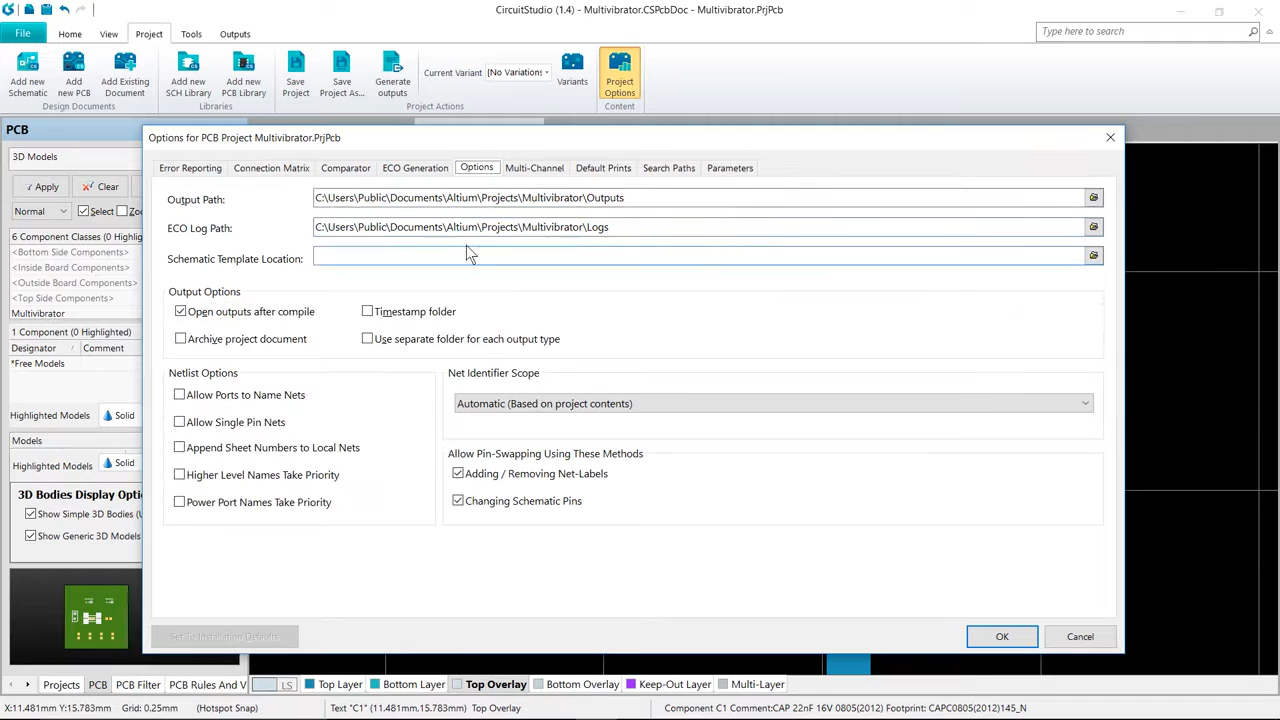 CircuitStudio (1.4) - Multivibrator.CSPcbDoc - Multivibrator.PrjPcb
File Home View Project Tools Outputs
Type here to search
Add new Schematic
Add new PCB
Add Existing Document
Add new SCH Library
Add new PCB Library
Save Project
Save Project As...
Generate outputs
Current Variant [No Variations
Variants
Project Options
Design Documents
Libraries
Project Actions
Content
PCB
3D Models
Apply
Clear
Normal
Select
6 Component Classes (0 Highlig
<Bottom Side Components>
<Inside Board Components>
<Outside Board Components>
<Top Side Components>
Multivibrator
1 Component (0 Highlighted)
Designator / Comment
*Free Models
Highlighted Models Solid
Models
Highlighted Models Solid
3D Bodies Display Optio
Show Simple 3D Bodies (U
Show Generic 3D Models
Options for PCB Project Multivibrator.PrjPcb
Error Reporting Connection Matrix Comparator ECO Generation Options Multi-Channel Default Prints Search Paths Parameters
Output Path: C:\Users\Public\Documents\Altium\Projects\Multivibrator\Outputs
ECO Log Path: C:\Users\Public\Documents\Altium\Projects\Multivibrator\Logs
Schematic Template Location:
Output Options
Open outputs after compile
Timestamp folder
Archive project document
Use separate folder for each output type
Netlist Options
Allow Ports to Name Nets
Allow Single Pin Nets
Append Sheet Numbers to Local Nets
Higher Level Names Take Priority
Power Port Names Take Priority
Net Identifier Scope
Automatic (Based on project contents)
Allow Pin-Swapping Using These Methods
Adding / Removing Net-Labels
Changing Schematic Pins
Set To Installation Defaults
OK
Cancel
Projects PCB PCB Filter PCB Rules And V
LS Top Layer Bottom Layer Top Overlay Bottom Overlay Keep-Out Layer Multi-Layer
X:11.481mm Y:15.783mm Grid: 0.25mm (Hotspot Snap) Text "C1" (11.481mm,15.783mm) Top Overlay Component C1 Comment:CAP 22nF 16V 0805(2012) Footprint: CAPC0805(2012)145_N